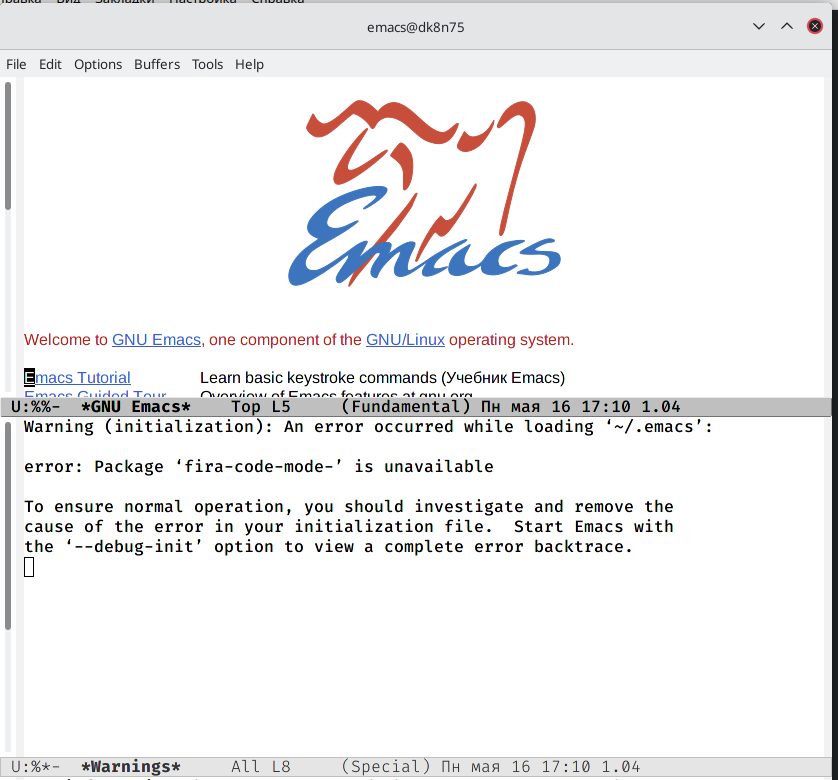 Вид Закладки Настройка Справка
emacs@dk8n75
File Edit Options Buffers Tools Help
Emacs
Welcome to GNU Emacs, one component of the GNU/Linux operating system.
Emacs Tutorial Learn basic keystroke commands (Учебник Emacs)
Emacs Guided Tour Overview of Emacs features at gnu.org
U:%%- *GNU Emacs* Top L5 (Fundamental) Пн мая 16 17:10 1.04
Warning (initialization): An error occurred while loading ‘~/.emacs’:
error: Package ‘fira-code-mode-’ is unavailable
To ensure normal operation, you should investigate and remove the
cause of the error in your initialization file. Start Emacs with
the ‘--debug-init’ option to view a complete error backtrace.
U:%*- *Warnings* All L8 (Special) Пн мая 16 17:10 1.04